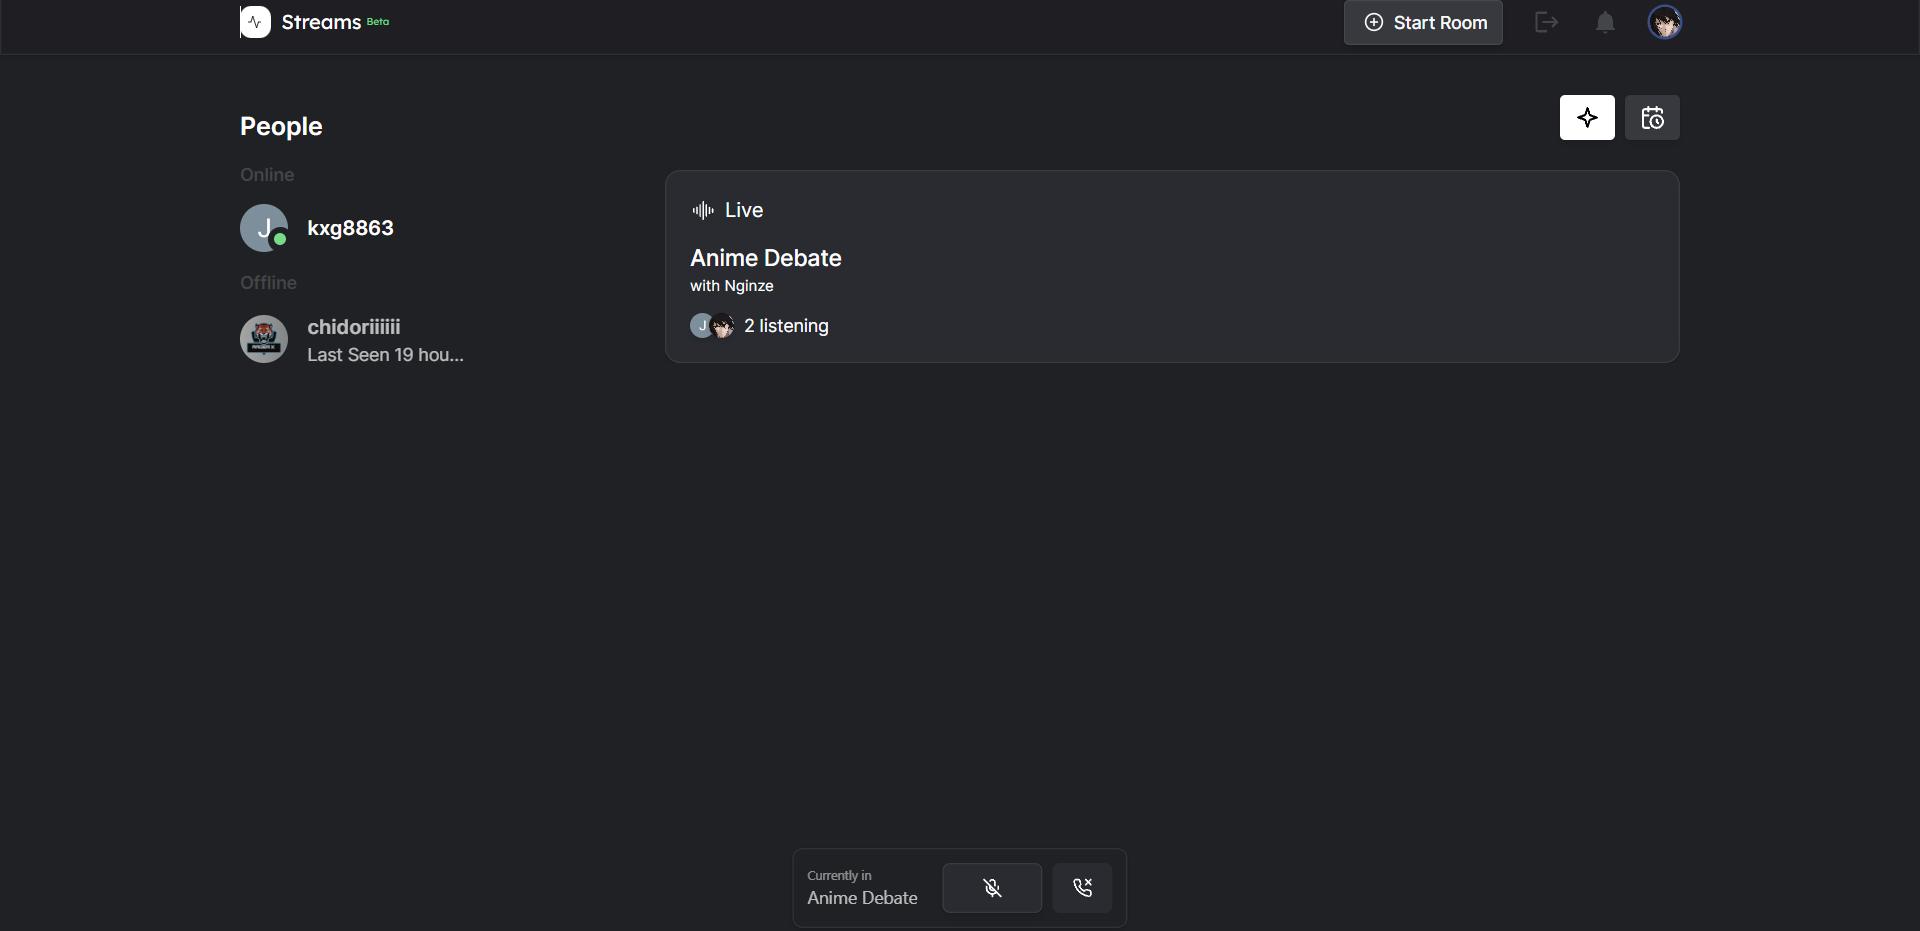 Streams Beta
Start Room
People
Online
J
kxg8863
Offline
chidoriiiiii
Last Seen 19 hou...
Live
Anime Debate
with Nginze
J
2 listening
Currently in
Anime Debate